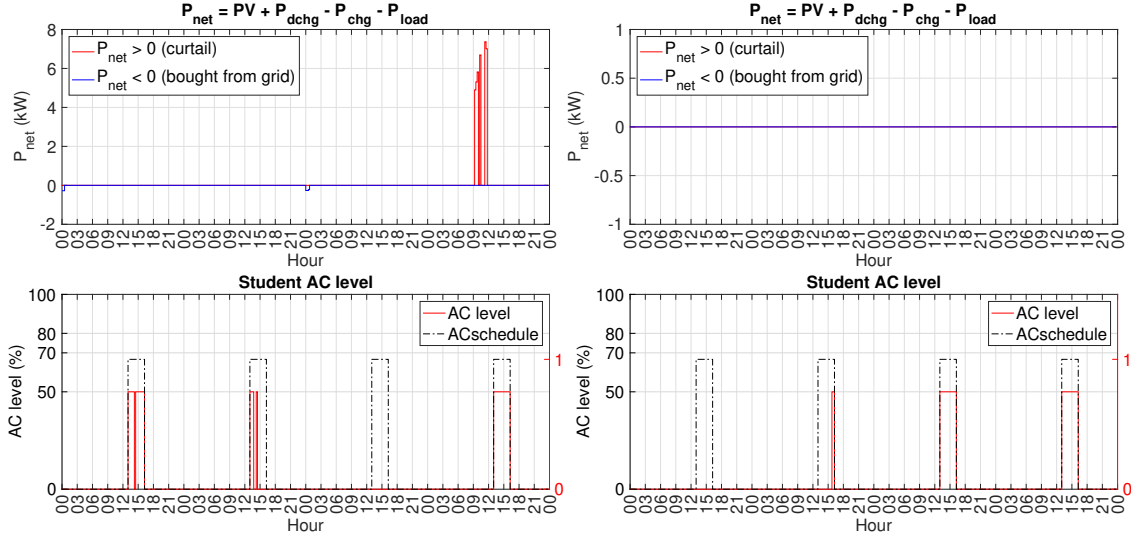 P_net = PV + P_dchg - P_chg - P_load
8
6
4
2
0
-2
P_net (kW)
P_net > 0 (curtail)
P_net < 0 (bought from grid)
00 03 06 09 12 15 18 21 00 03 06 09 12 15 18 21 00 03 06 09 12 15 18 21 00 03 06 09 12 15 18 21 00
Hour
P_net = PV + P_dchg - P_chg - P_load
1
0.5
0
-0.5
-1
P_net (kW)
P_net > 0 (curtail)
P_net < 0 (bought from grid)
00 03 06 09 12 15 18 21 00 03 06 09 12 15 18 21 00 03 06 09 12 15 18 21 00 03 06 09 12 15 18 21 00
Hour
Student AC level
100
80
70
50
0
AC level (%)
AC level
ACschedule
1
0
00 03 06 09 12 15 18 21 00 03 06 09 12 15 18 21 00 03 06 09 12 15 18 21 00 03 06 09 12 15 18 21 00
Hour
Student AC level
100
80
70
50
0
AC level (%)
AC level
ACschedule
1
0
00 03 06 09 12 15 18 21 00 03 06 09 12 15 18 21 00 03 06 09 12 15 18 21 00 03 06 09 12 15 18 21 00
Hour